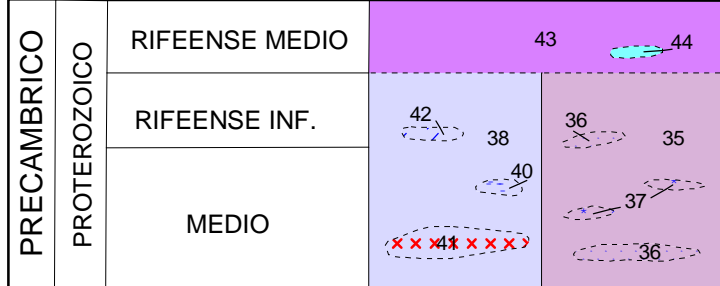 PRECAMBRICO
PROTEROZOICO
RIFEENSE MEDIO
43
44
RIFEENSE INF.
42
38
36
35
40
37
MEDIO
41
36